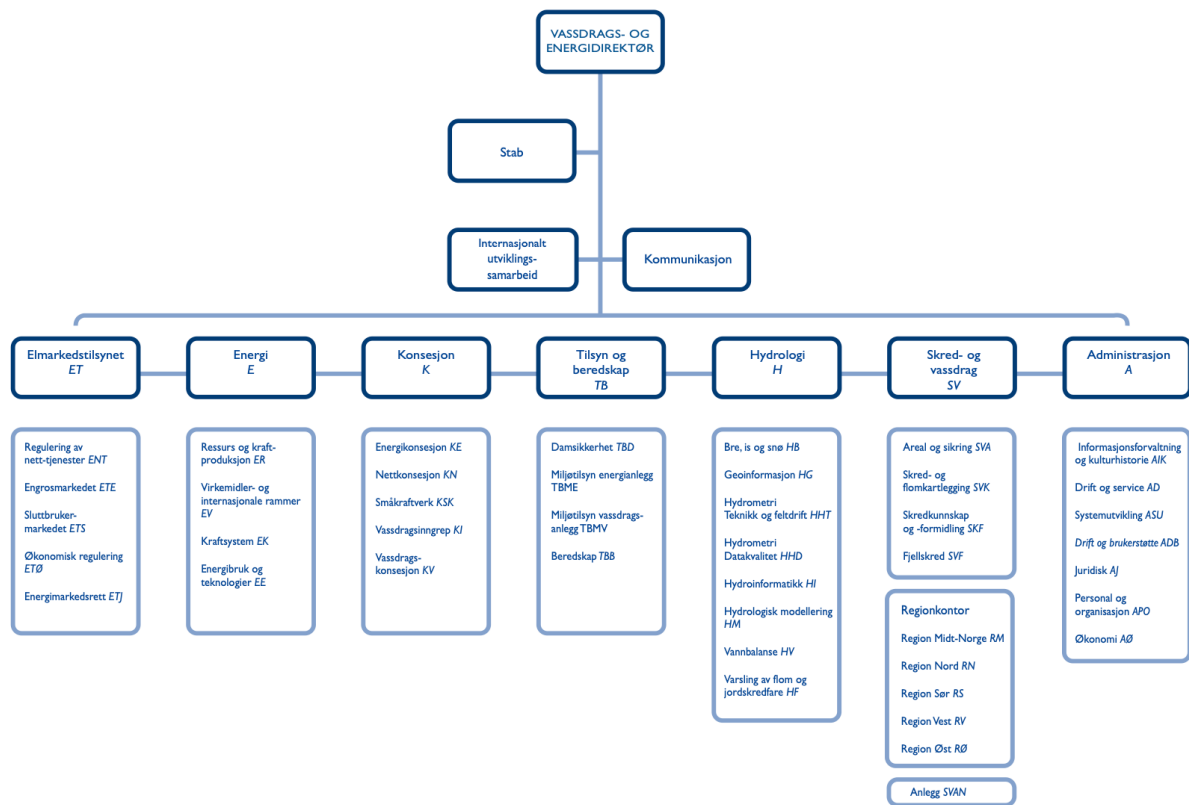 VASSDRAGS- OG
ENERGIDIREKTØR
Stab
Internasjonalt
utviklings-
samarbeid
Kommunikasjon
Elmarkedstilsynet
ET
Energi
E
Konsesjon
K
Tilsyn og
beredskap
TB
Hydrologi
H
Skred- og
vassdrag
SV
Administrasjon
A
Regulering av
nett-tjenester ENT
Engrosmarkedet ETE
Sluttbruker-
markedet ETS
Økonomisk regulering
ETØ
Energimarkedsrett ETJ
Ressurs og kraft-
produksjon ER
Virkemidler- og
internasjonale rammer
EV
Kraftsystem EK
Energibruk og
teknologier EE
Energikonsesjon KE
Nettkonsesjon KN
Småkraftverk KSK
Vassdragsinngrep KI
Vassdrags-
konsesjon KV
Damsikkerhet TBD
Miljøtilsyn energianlegg
TBME
Miljøtilsyn vassdrags-
anlegg TBMV
Beredskap TBB
Bre, is og snø HB
Geoinformasjon HG
Hydrometri
Teknikk og feltdrift HHT
Hydrometri
Datakvalitet HHD
Hydroinformatikk HI
Hydrologisk modellering
HM
Vannbalanse HV
Varsling av flom og
jordskredfare HF
Areal og sikring SVA
Skred- og
flomkartlegging SVK
Skredkunnskap
og -formidling SKF
Fjellskred SVF
Regionkontor
Region Midt-Norge RM
Region Nord RN
Region Sør RS
Region Vest RV
Region Øst RØ
Anlegg SVAN
Informasjonsforvaltning
og kulturhistorie AIK
Drift og service AD
Systemutvikling ASU
Drift og brukerstøtte ADB
Juridisk AJ
Personal og
organisasjon APO
Økonomi AØ